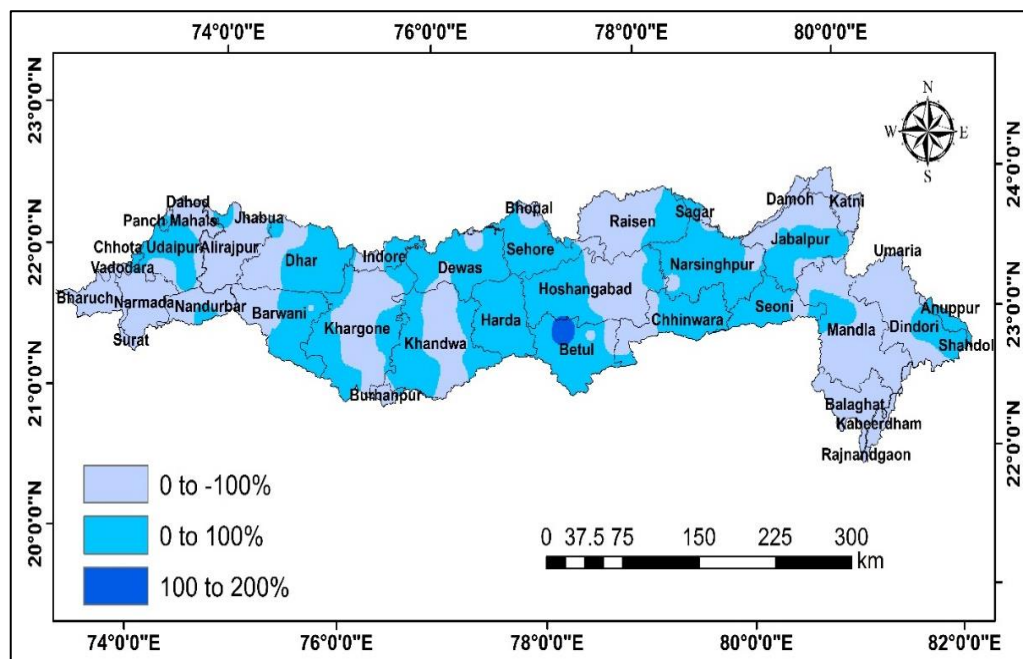 74°0'0"E 76°0'0"E 78°0'0"E 80°0'0"E
23°0'0"N
22°0'0"N
21°0'0"N
20°0'0"N
24°0'0"N
23°0'0"N
22°0'0"N
N
W E
S
Dahod
Panch Mahals
Jhabua
Chhota Udaipur
Alirajpur
Vadodara
Bharuch
Narmada
Nandurbar
Surat
Dhar
Indore
Barwani
Khargone
Burhanpur
Dewas
Khandwa
Bhopal
Sehore
Harda
Hoshangabad
Betul
Raisen
Sagar
Narsinghpur
Chhinwara
Damoh
Katni
Jabalpur
Seoni
Umaria
Mandla
Dindori
Anuppur
Shahdol
Balaghat
Kabeerdham
Rajnandgaon
0 to -100%
0 to 100%
100 to 200%
0 37.5 75 150 225 300
km
74°0'0"E 76°0'0"E 78°0'0"E 80°0'0"E 82°0'0"E